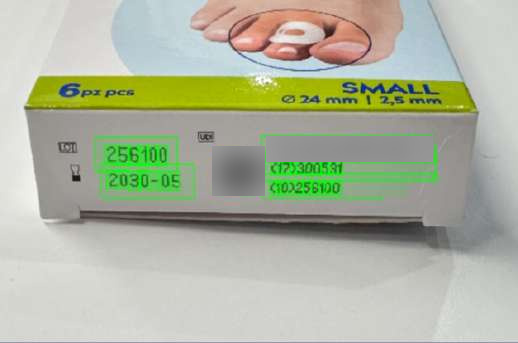 6 pz pcs
SMALL
Ø 24 mm | 2,5 mm
LOT
256100
UDI
2030-05
(17)300531
(10)256100